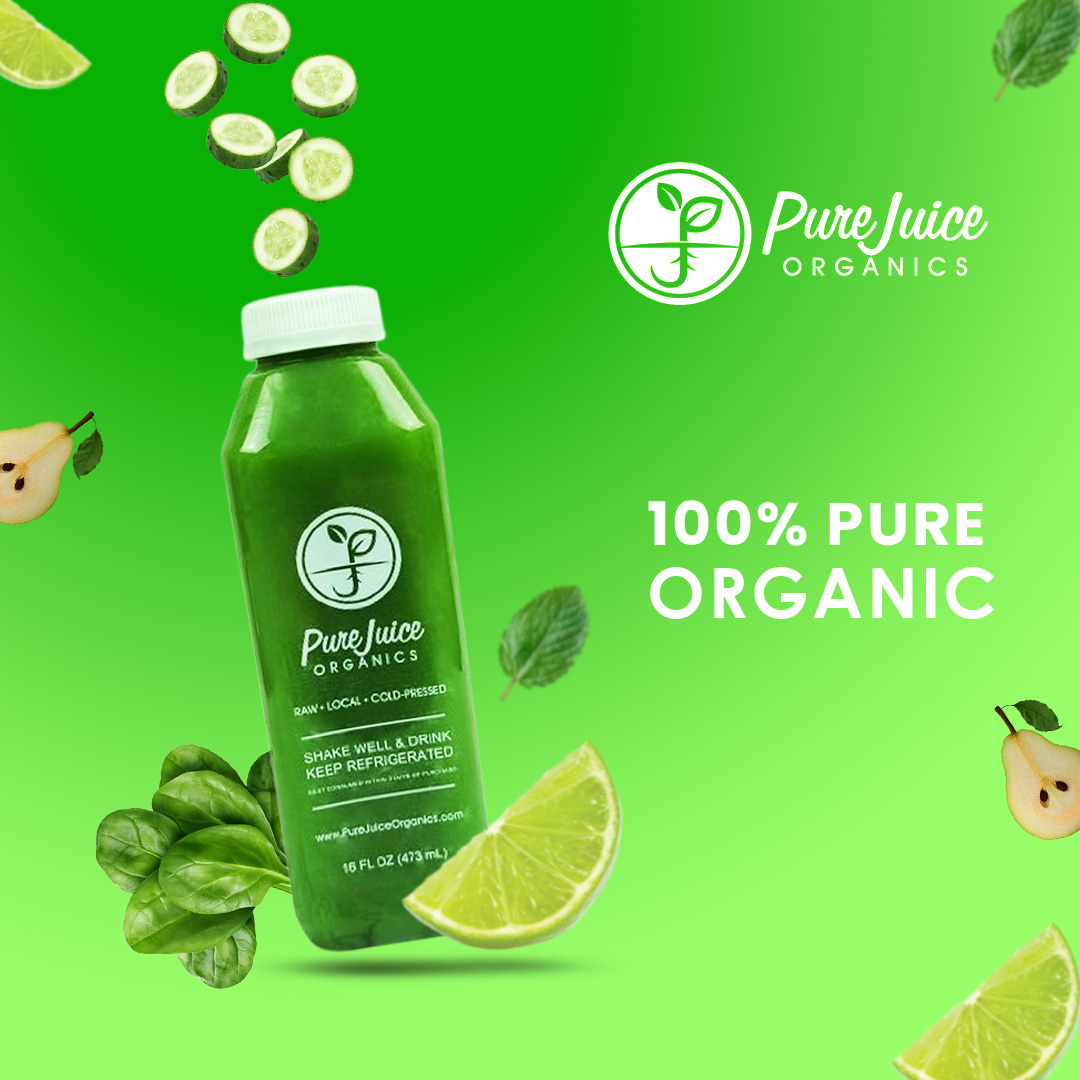 Pure Juice
ORGANICS
100% PURE
ORGANIC
Pure Juice
ORGANICS
RAW • LOCAL • COLD-PRESSED
SHAKE WELL & DRINK
KEEP REFRIGERATED
www.PureJuiceOrganics.com
16 FL OZ (473 mL)